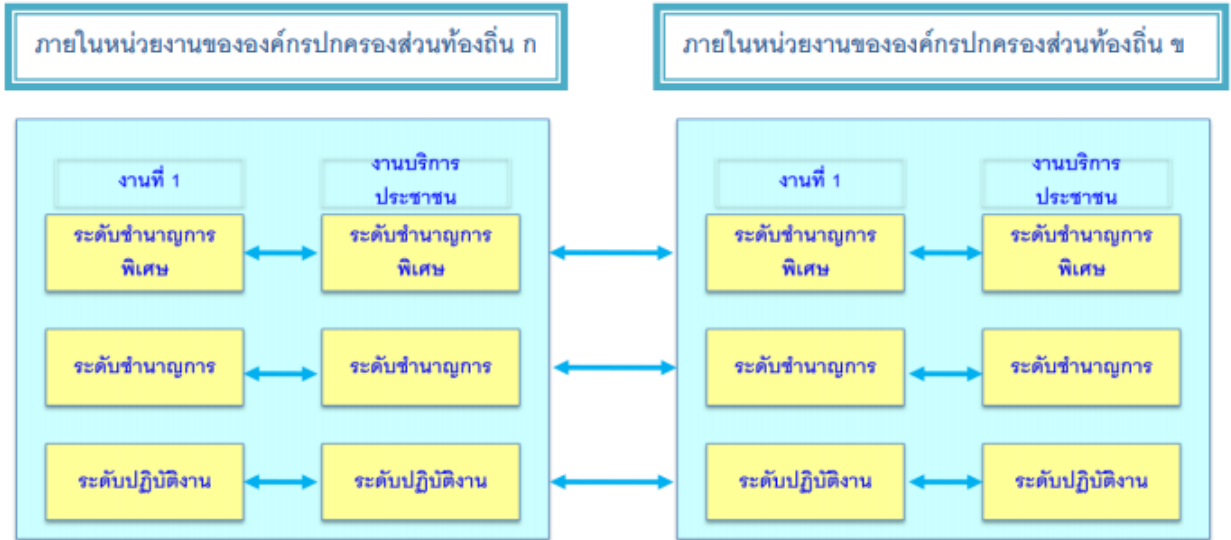 ภายในหน่วยงานขององค์กรปกครองส่วนท้องถิ่น ก
ภายในหน่วยงานขององค์กรปกครองส่วนท้องถิ่น ข
งานที่ 1
งานบริการ
ประชาชน
งานที่ 1
งานบริการ
ประชาชน
ระดับชำนาญการ
พิเศษ
ระดับชำนาญการ
พิเศษ
ระดับชำนาญการ
พิเศษ
ระดับชำนาญการ
พิเศษ
ระดับชำนาญการ
ระดับชำนาญการ
ระดับชำนาญการ
ระดับชำนาญการ
ระดับปฏิบัติงาน
ระดับปฏิบัติงาน
ระดับปฏิบัติงาน
ระดับปฏิบัติงาน